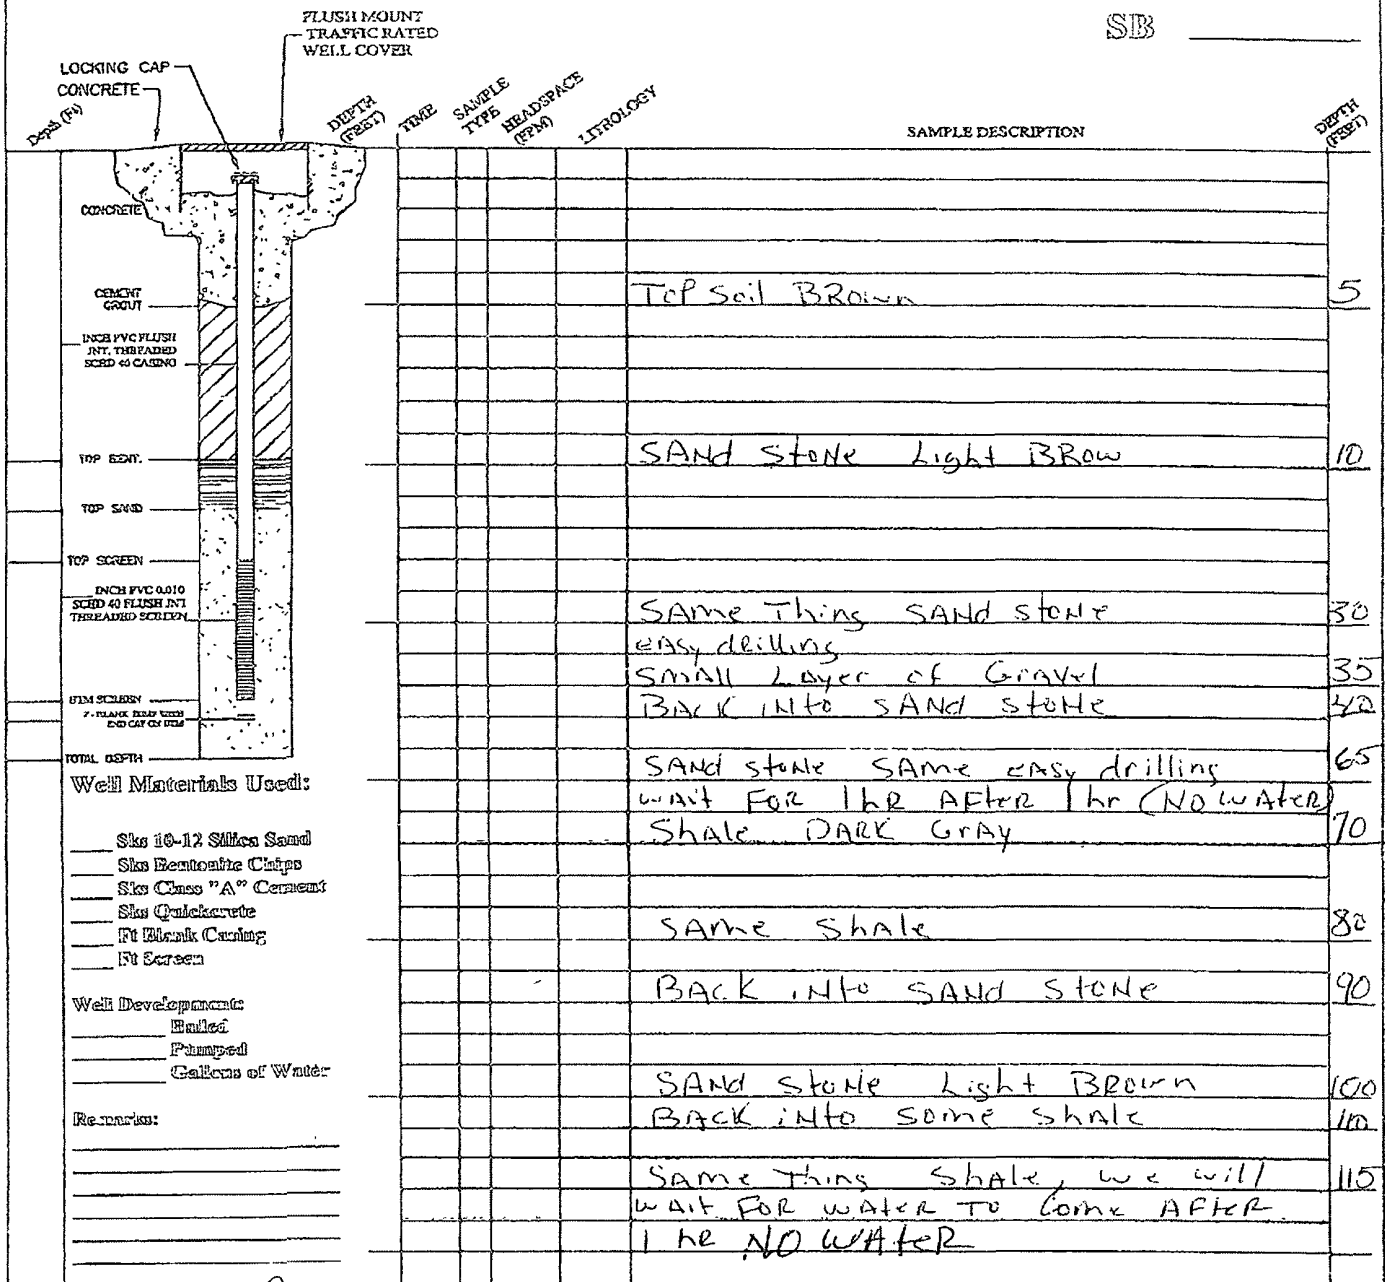 FLUSH MOUNT
TRAFFIC RATED
WELL COVER
SB
LOCKING CAP
CONCRETE
Depth (Ft)
DEPTH
(FEET)
TIME
SAMPLE
TYPE
HEADSPACE
(PPM)
LITROLOGY
SAMPLE DESCRIPTION
DEPTH
(FEET)
CONCRETE
CEMENT
GROUT
TOP Soil BROWN 5
INCH PVC FLUSH
JNT. THREADED
SCHD 40 CASING
TOP BENT.
SANd StoNe Light BROW 10
TOP SAND
TOP SCREEN
INCH PVC 0.010
SCHD 40 FLUSH JNT
THREADED SCREEN
SAMe Thing SANd stoNe 30
eASy dRilling
SmAll LAyer of GrAvel 35
BACK iNto SANd StoNe 40
BTM SCREEN
END CAP ON BTM
TOTAL DEPTH
SANd stoNe SAMe eASy drilling 65
wAit FOR 1hR AFteR 1hr (NO wAteR)
ShAle DARK GrAy 70
SAMe ShAle 80
BACK iNto SANd StoNe 90
SANd StoNe Light BRown 100
BACK iNto Some ShAle 110
SAMe Thing ShAle, we will 115
wAit FOR wAteR To Come AFteR
1 hR NO WAteR
Well Materials Used:
Sks 10-12 Silica Sand
Sks Bentonite Chips
Sks Class "A" Cement
Sks Quickcrete
Ft Blank Casing
Ft Screen
Well Development:
Bailed
Pumped
Gallons of Water
Remarks: